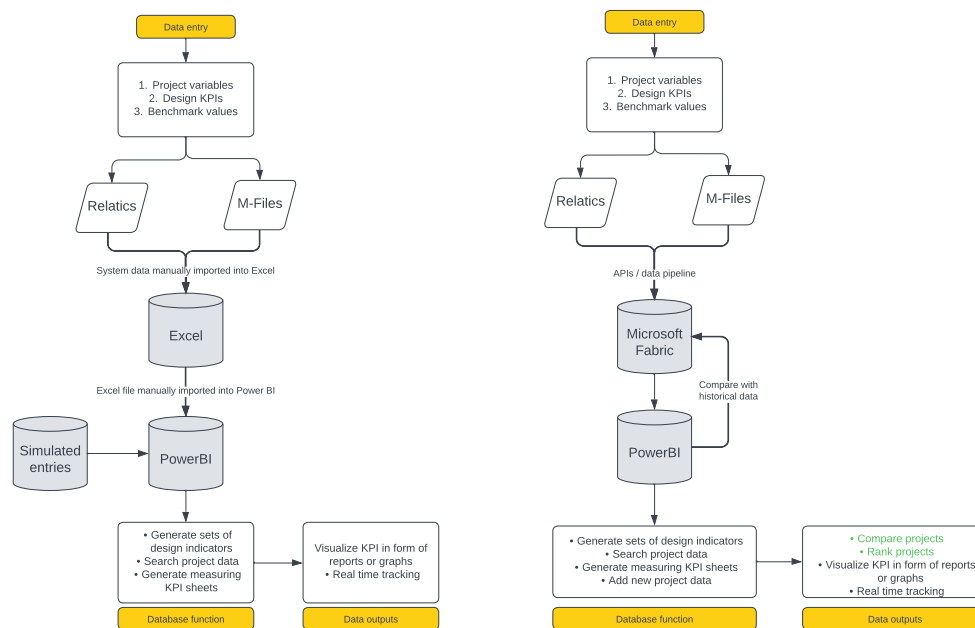 Data entry
1. Project variables
2. Design KPIs
3. Benchmark values
Relatics
M-Files
System data manually imported into Excel
Excel
Excel file manually imported into Power BI
Simulated
entries
PowerBI
• Generate sets of
design indicators
• Search project data
• Generate measuring
KPI sheets
Visualize KPI in form of
reports or graphs
• Real time tracking
Database function
Data outputs
Data entry
1. Project variables
2. Design KPIs
3. Benchmark values
Relatics
M-Files
APIs / data pipeline
Microsoft
Fabric
Compare with
historical data
PowerBI
• Generate sets of design indicators
• Search project data
• Generate measuring KPI sheets
• Add new project data
• Compare projects
• Rank projects
• Visualize KPI in form of reports
or graphs
• Real time tracking
Database function
Data outputs